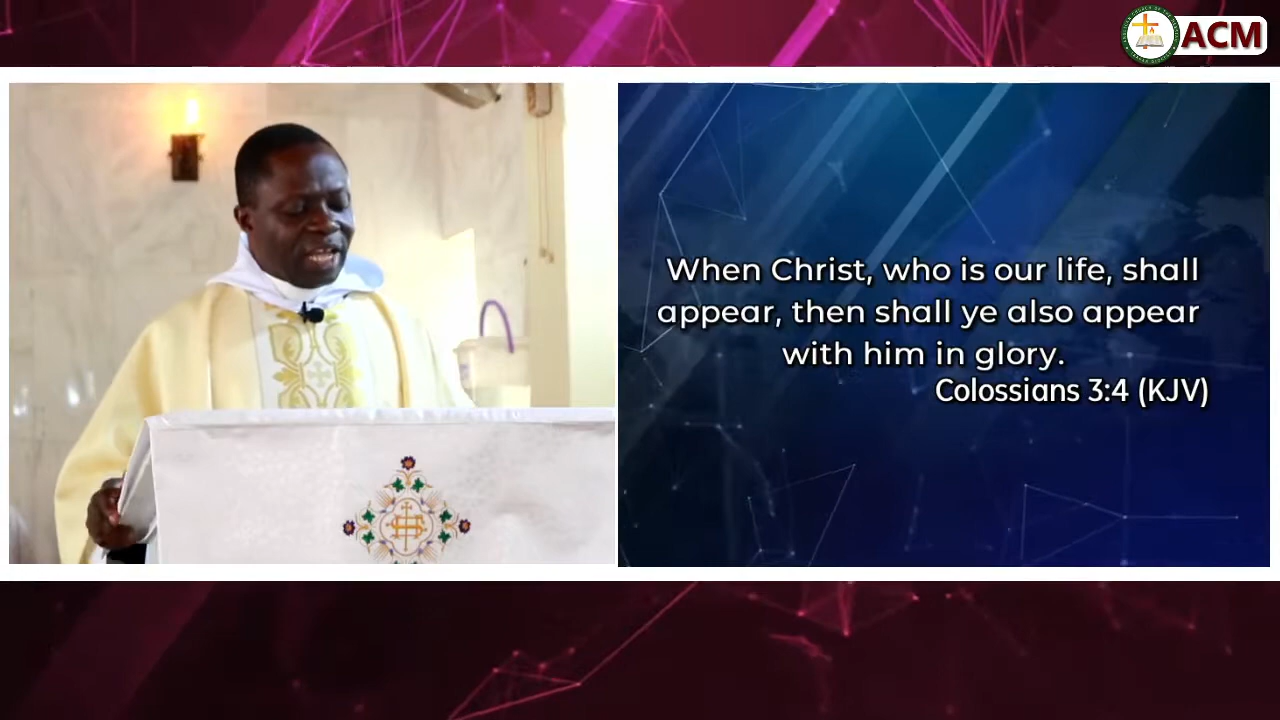 ACM
When Christ, who is our life, shall
appear, then shall ye also appear
with him in glory.
Colossians 3:4 (KJV)